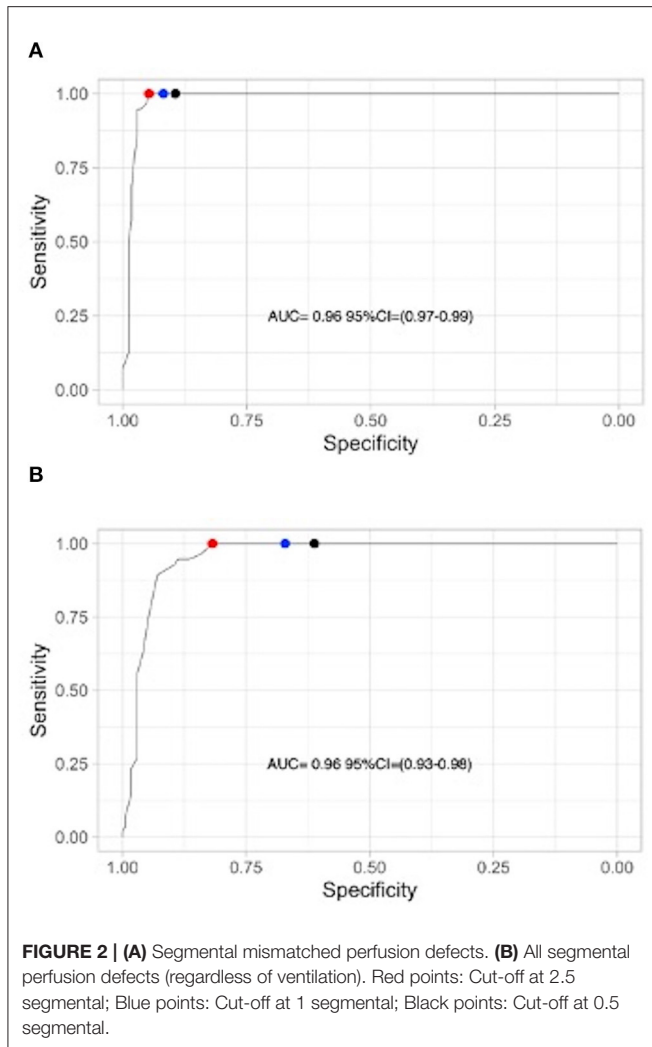 A
1.00
0.75
0.50
0.25
0.00
Sensitivity
AUC= 0.96 95%CI=(0.97-0.99)
1.00 0.75 0.50 0.25 0.00
Specificity
B
1.00
0.75
0.50
0.25
0.00
Sensitivity
AUC= 0.96 95%CI=(0.93-0.98)
1.00 0.75 0.50 0.25 0.00
Specificity
FIGURE 2 | (A) Segmental mismatched perfusion defects. (B) All segmental
perfusion defects (regardless of ventilation). Red points: Cut-off at 2.5
segmental; Blue points: Cut-off at 1 segmental; Black points: Cut-off at 0.5
segmental.